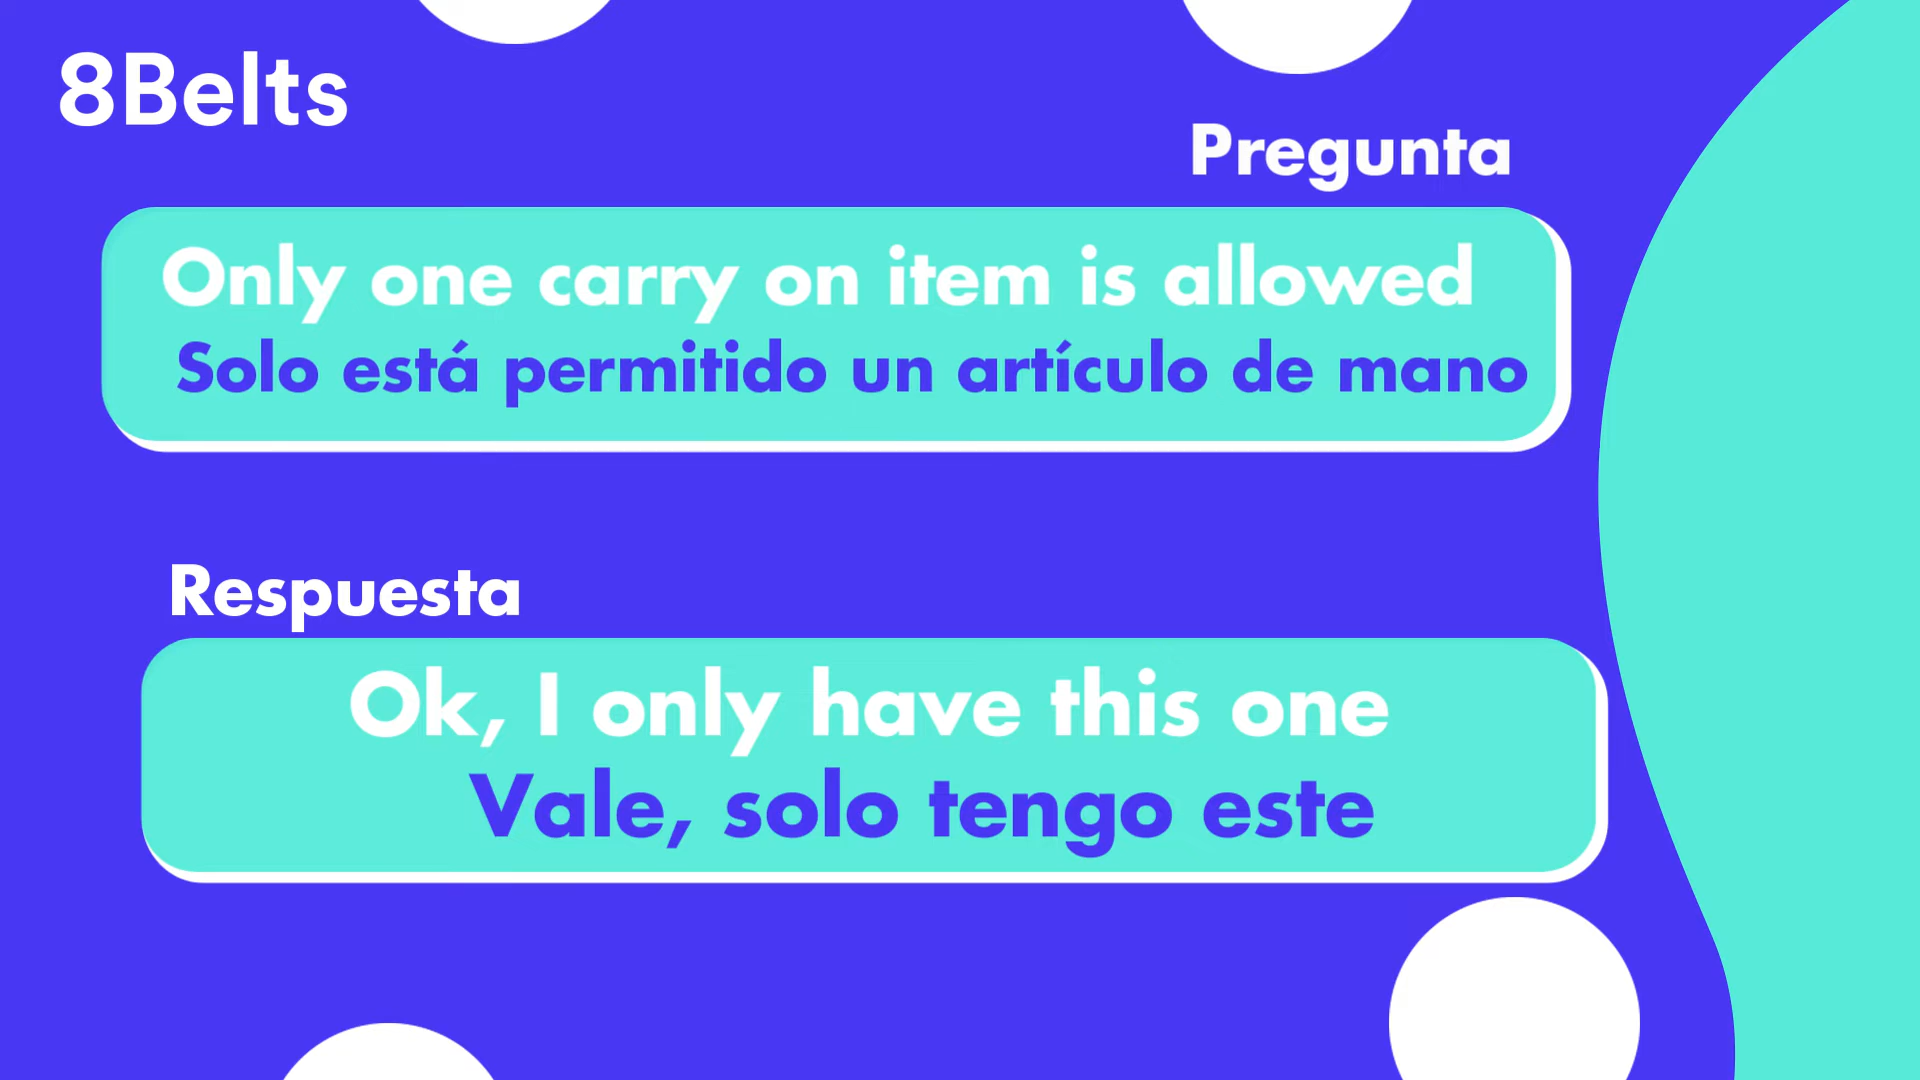 8Belts
Pregunta
Only one carry on item is allowed
Solo está permitido un artículo de mano
Respuesta
Ok, I only have this one
Vale, solo tengo este